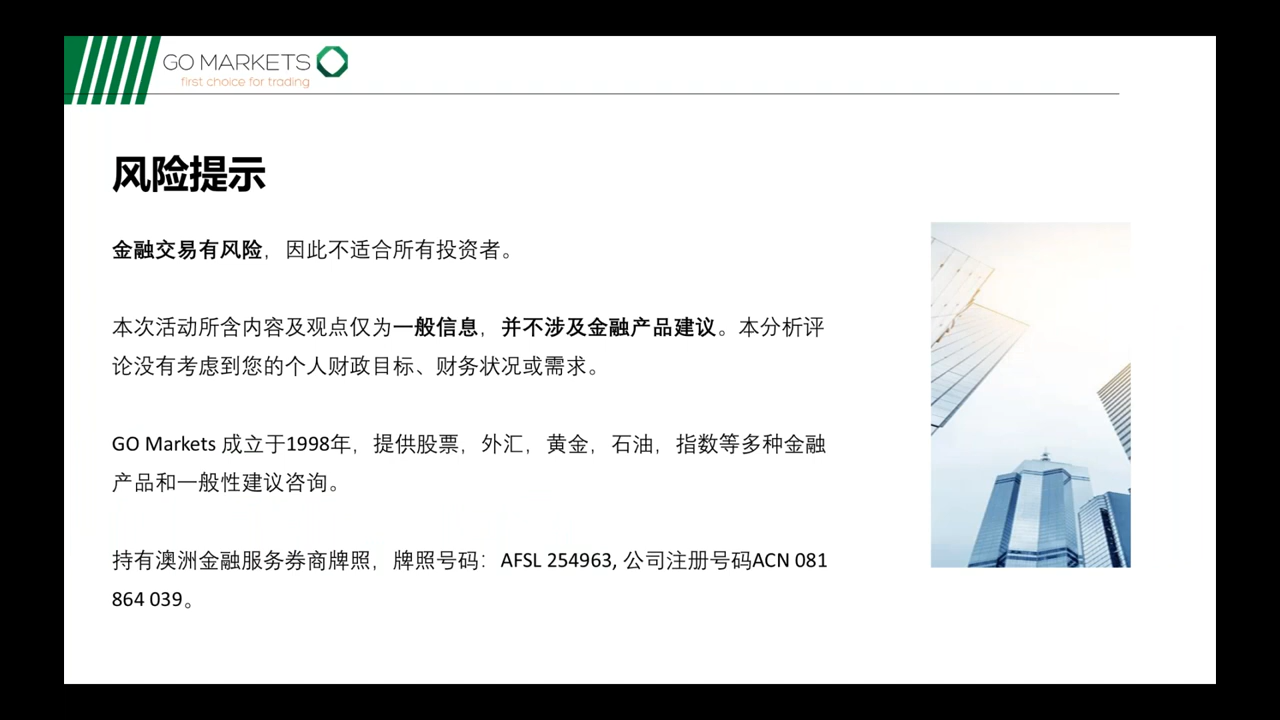 GO MARKETS
first choice for trading
风险提示
金融交易有风险，因此不适合所有投资者。
本次活动所含内容及观点仅为一般信息，并不涉及金融产品建议。本分析评
论没有考虑到您的个人财政目标、财务状况或需求。
GO Markets 成立于1998年，提供股票，外汇，黄金，石油，指数等多种金融
产品和一般性建议咨询。
持有澳洲金融服务券商牌照，牌照号码：AFSL 254963, 公司注册号码ACN 081
864 039。